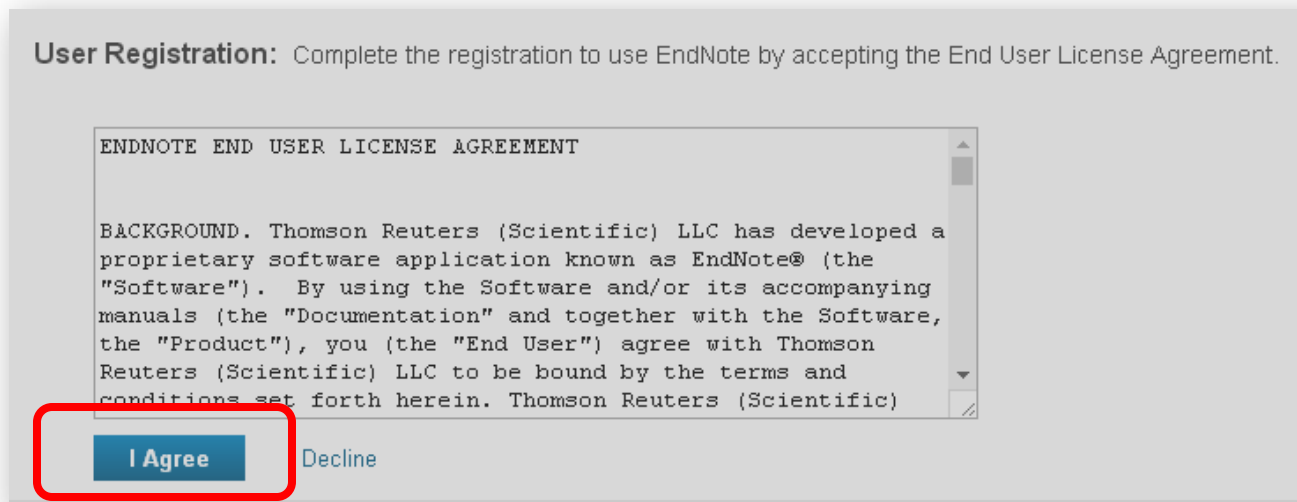 User Registration: Complete the registration to use EndNote by accepting the End User License Agreement.
ENDNOTE END USER LICENSE AGREEMENT
BACKGROUND. Thomson Reuters (Scientific) LLC has developed a
proprietary software application known as EndNote® (the
"Software").  By using the Software and/or its accompanying
manuals (the "Documentation" and together with the Software,
the "Product"), you (the "End User") agree with Thomson
Reuters (Scientific) LLC to be bound by the terms and
conditions set forth herein. Thomson Reuters (Scientific)
I Agree Decline